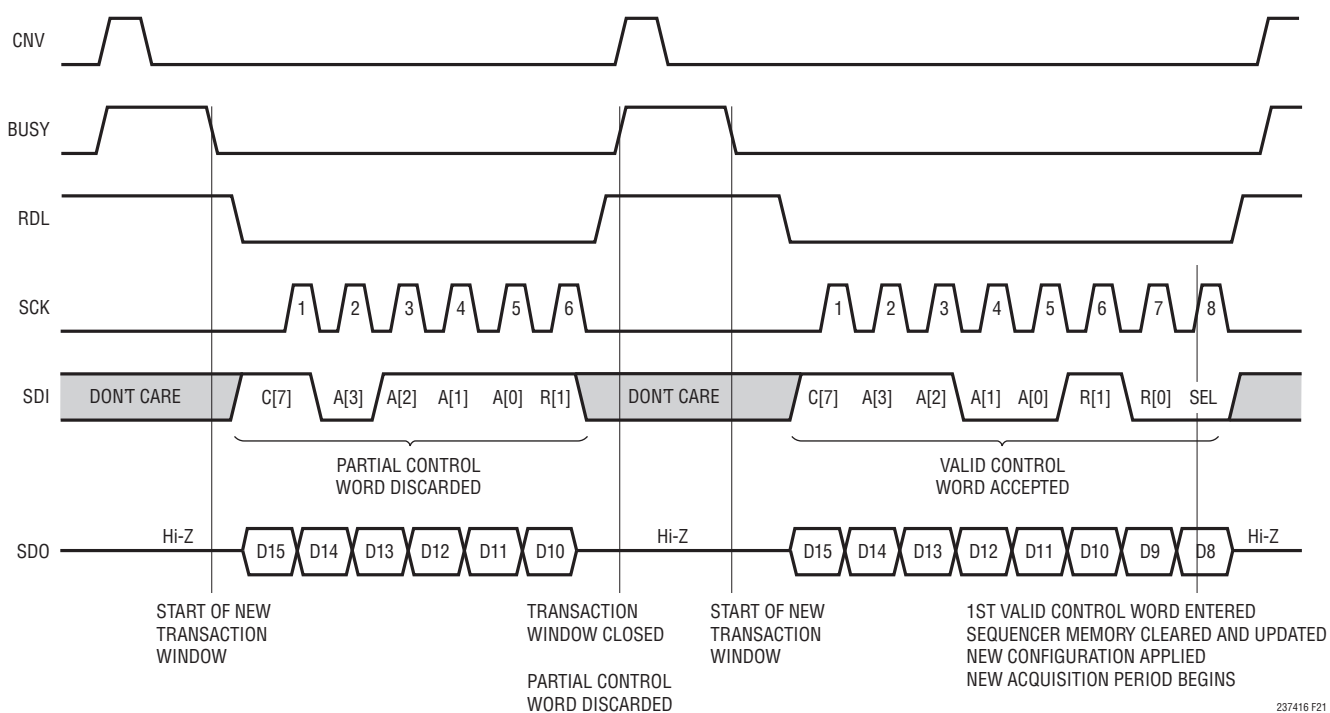 CNV
BUSY
RDL
SCK
1 2 3 4 5 6
1 2 3 4 5 6 7 8
SDI
DON'T CARE
C[7] A[3] A[2] A[1] A[0] R[1]
DON'T CARE
C[7] A[3] A[2] A[1] A[0] R[1] R[0] SEL
PARTIAL CONTROL
WORD DISCARDED
VALID CONTROL
WORD ACCEPTED
SDO
Hi-Z
D15 D14 D13 D12 D11 D10
Hi-Z
D15 D14 D13 D12 D11 D10 D9 D8
Hi-Z
START OF NEW
TRANSACTION
WINDOW
TRANSACTION
WINDOW CLOSED
PARTIAL CONTROL
WORD DISCARDED
START OF NEW
TRANSACTION
WINDOW
1ST VALID CONTROL WORD ENTERED
SEQUENCER MEMORY CLEARED AND UPDATED
NEW CONFIGURATION APPLIED
NEW ACQUISITION PERIOD BEGINS
237416 F21